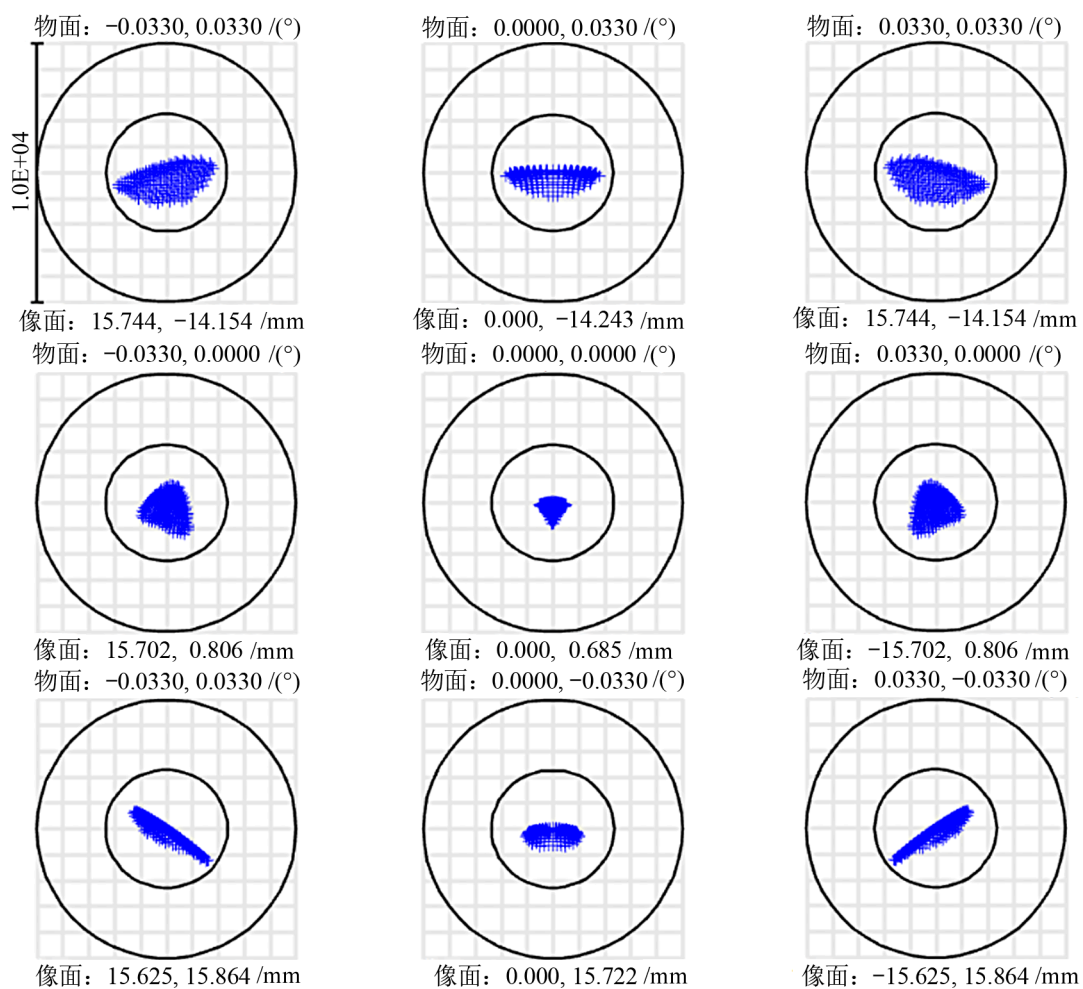 物面：−0.0330, 0.0330 /(°)
物面：0.0000, 0.0330 /(°)
物面：0.0330, 0.0330 /(°)
1.0E+04
像面：15.744, −14.154 /mm
像面：0.000, −14.243 /mm
像面：15.744, −14.154 /mm
物面：−0.0330, 0.0000 /(°)
物面：0.0000, 0.0000 /(°)
物面：0.0330, 0.0000 /(°)
像面：15.702, 0.806 /mm
像面：0.000, 0.685 /mm
像面：−15.702, 0.806 /mm
物面：−0.0330, 0.0330 /(°)
物面：0.0000, −0.0330 /(°)
物面：0.0330, −0.0330 /(°)
像面：15.625, 15.864 /mm
像面：0.000, 15.722 /mm
像面：−15.625, 15.864 /mm